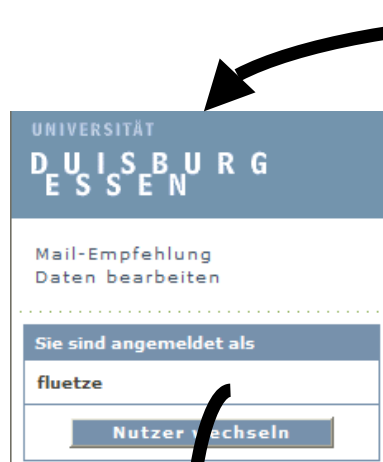 UNIVERSITÄT
DUISBURG
ESSEN
Mail-Empfehlung
Daten bearbeiten
Sie sind angemeldet als
fluetze
Nutzer wechseln